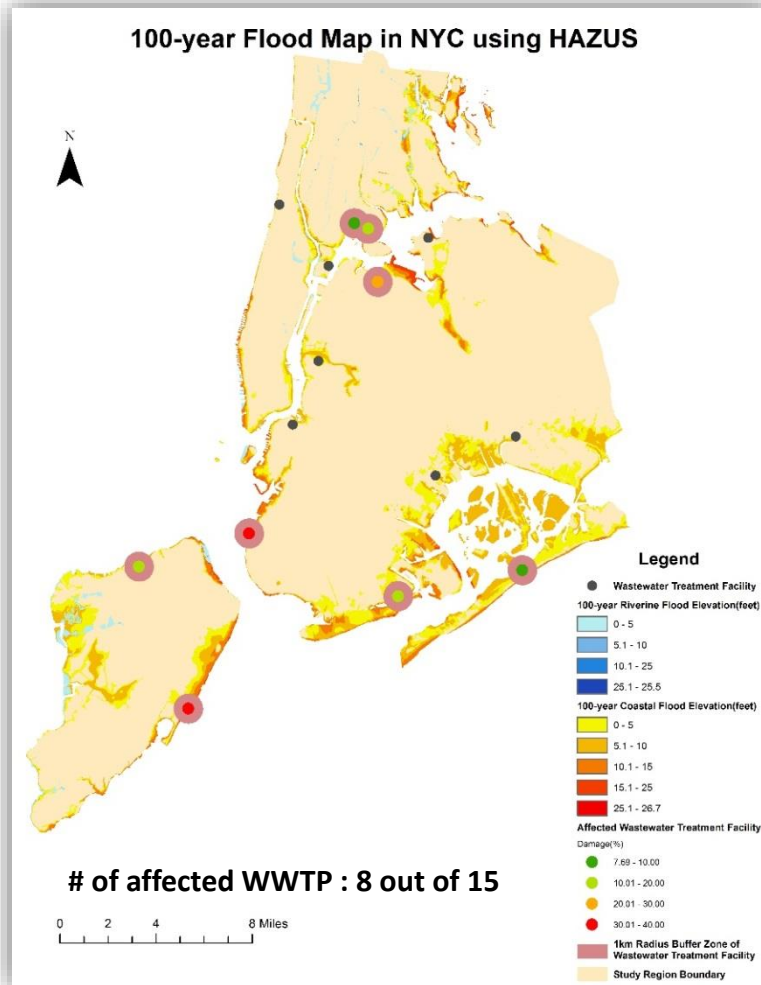 100-year Flood Map in NYC using HAZUS
N
Legend
Wastewater Treatment Facility
100-year Riverine Flood Elevation(feet)
0 - 5
5.1 - 10
10.1 - 25
25.1 - 25.5
100-year Coastal Flood Elevation(feet)
0 - 5
5.1 - 10
10.1 - 15
15.1 - 25
25.1 - 26.7
Affected Wastewater Treatment Facility
Damage(%)
7.69 - 10.00
10.01 - 20.00
20.01 - 30.00
30.01 - 40.00
1km Radius Buffer Zone of
Wastewater Treatment Facility
Study Region Boundary
# of affected WWTP : 8 out of 15
0 2 4 8 Miles